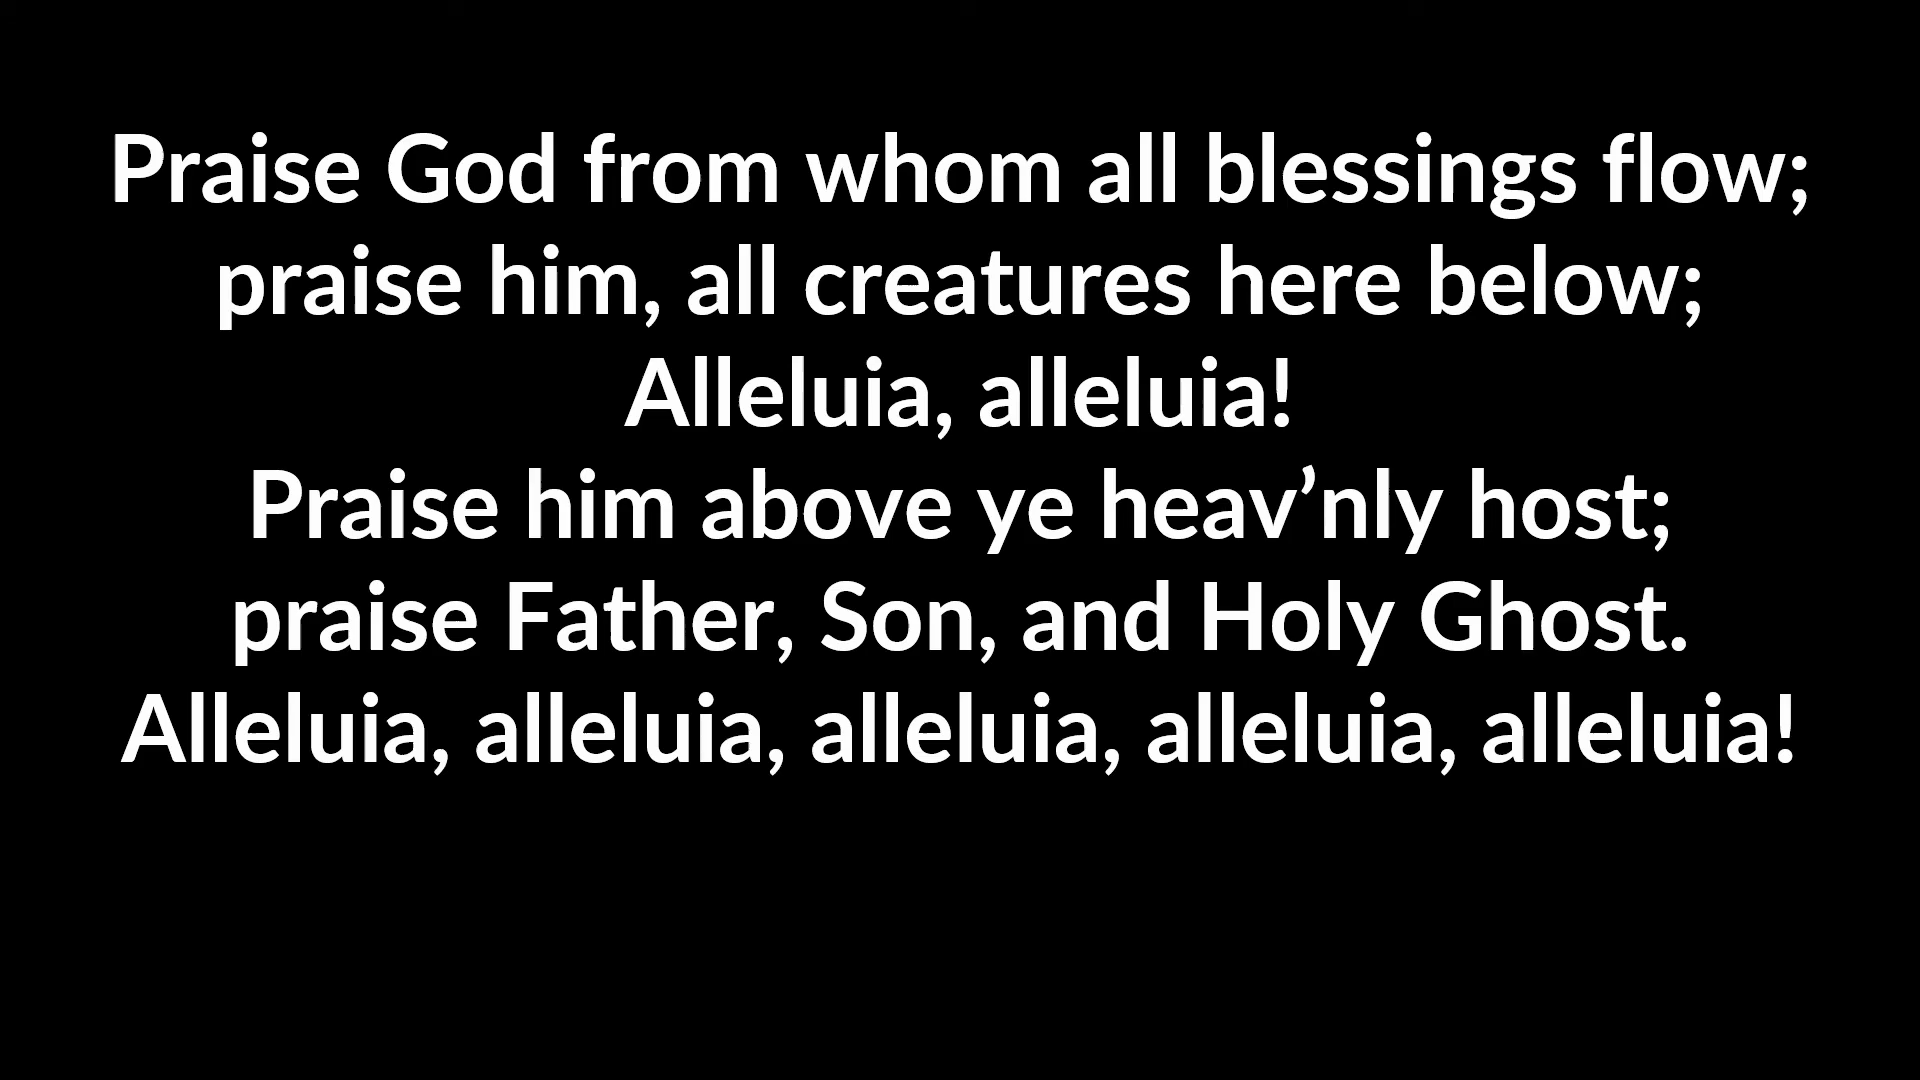 Praise God from whom all blessings flow;
praise him, all creatures here below;
Alleluia, alleluia!
Praise him above ye heav’nly host;
praise Father, Son, and Holy Ghost.
Alleluia, alleluia, alleluia, alleluia, alleluia!